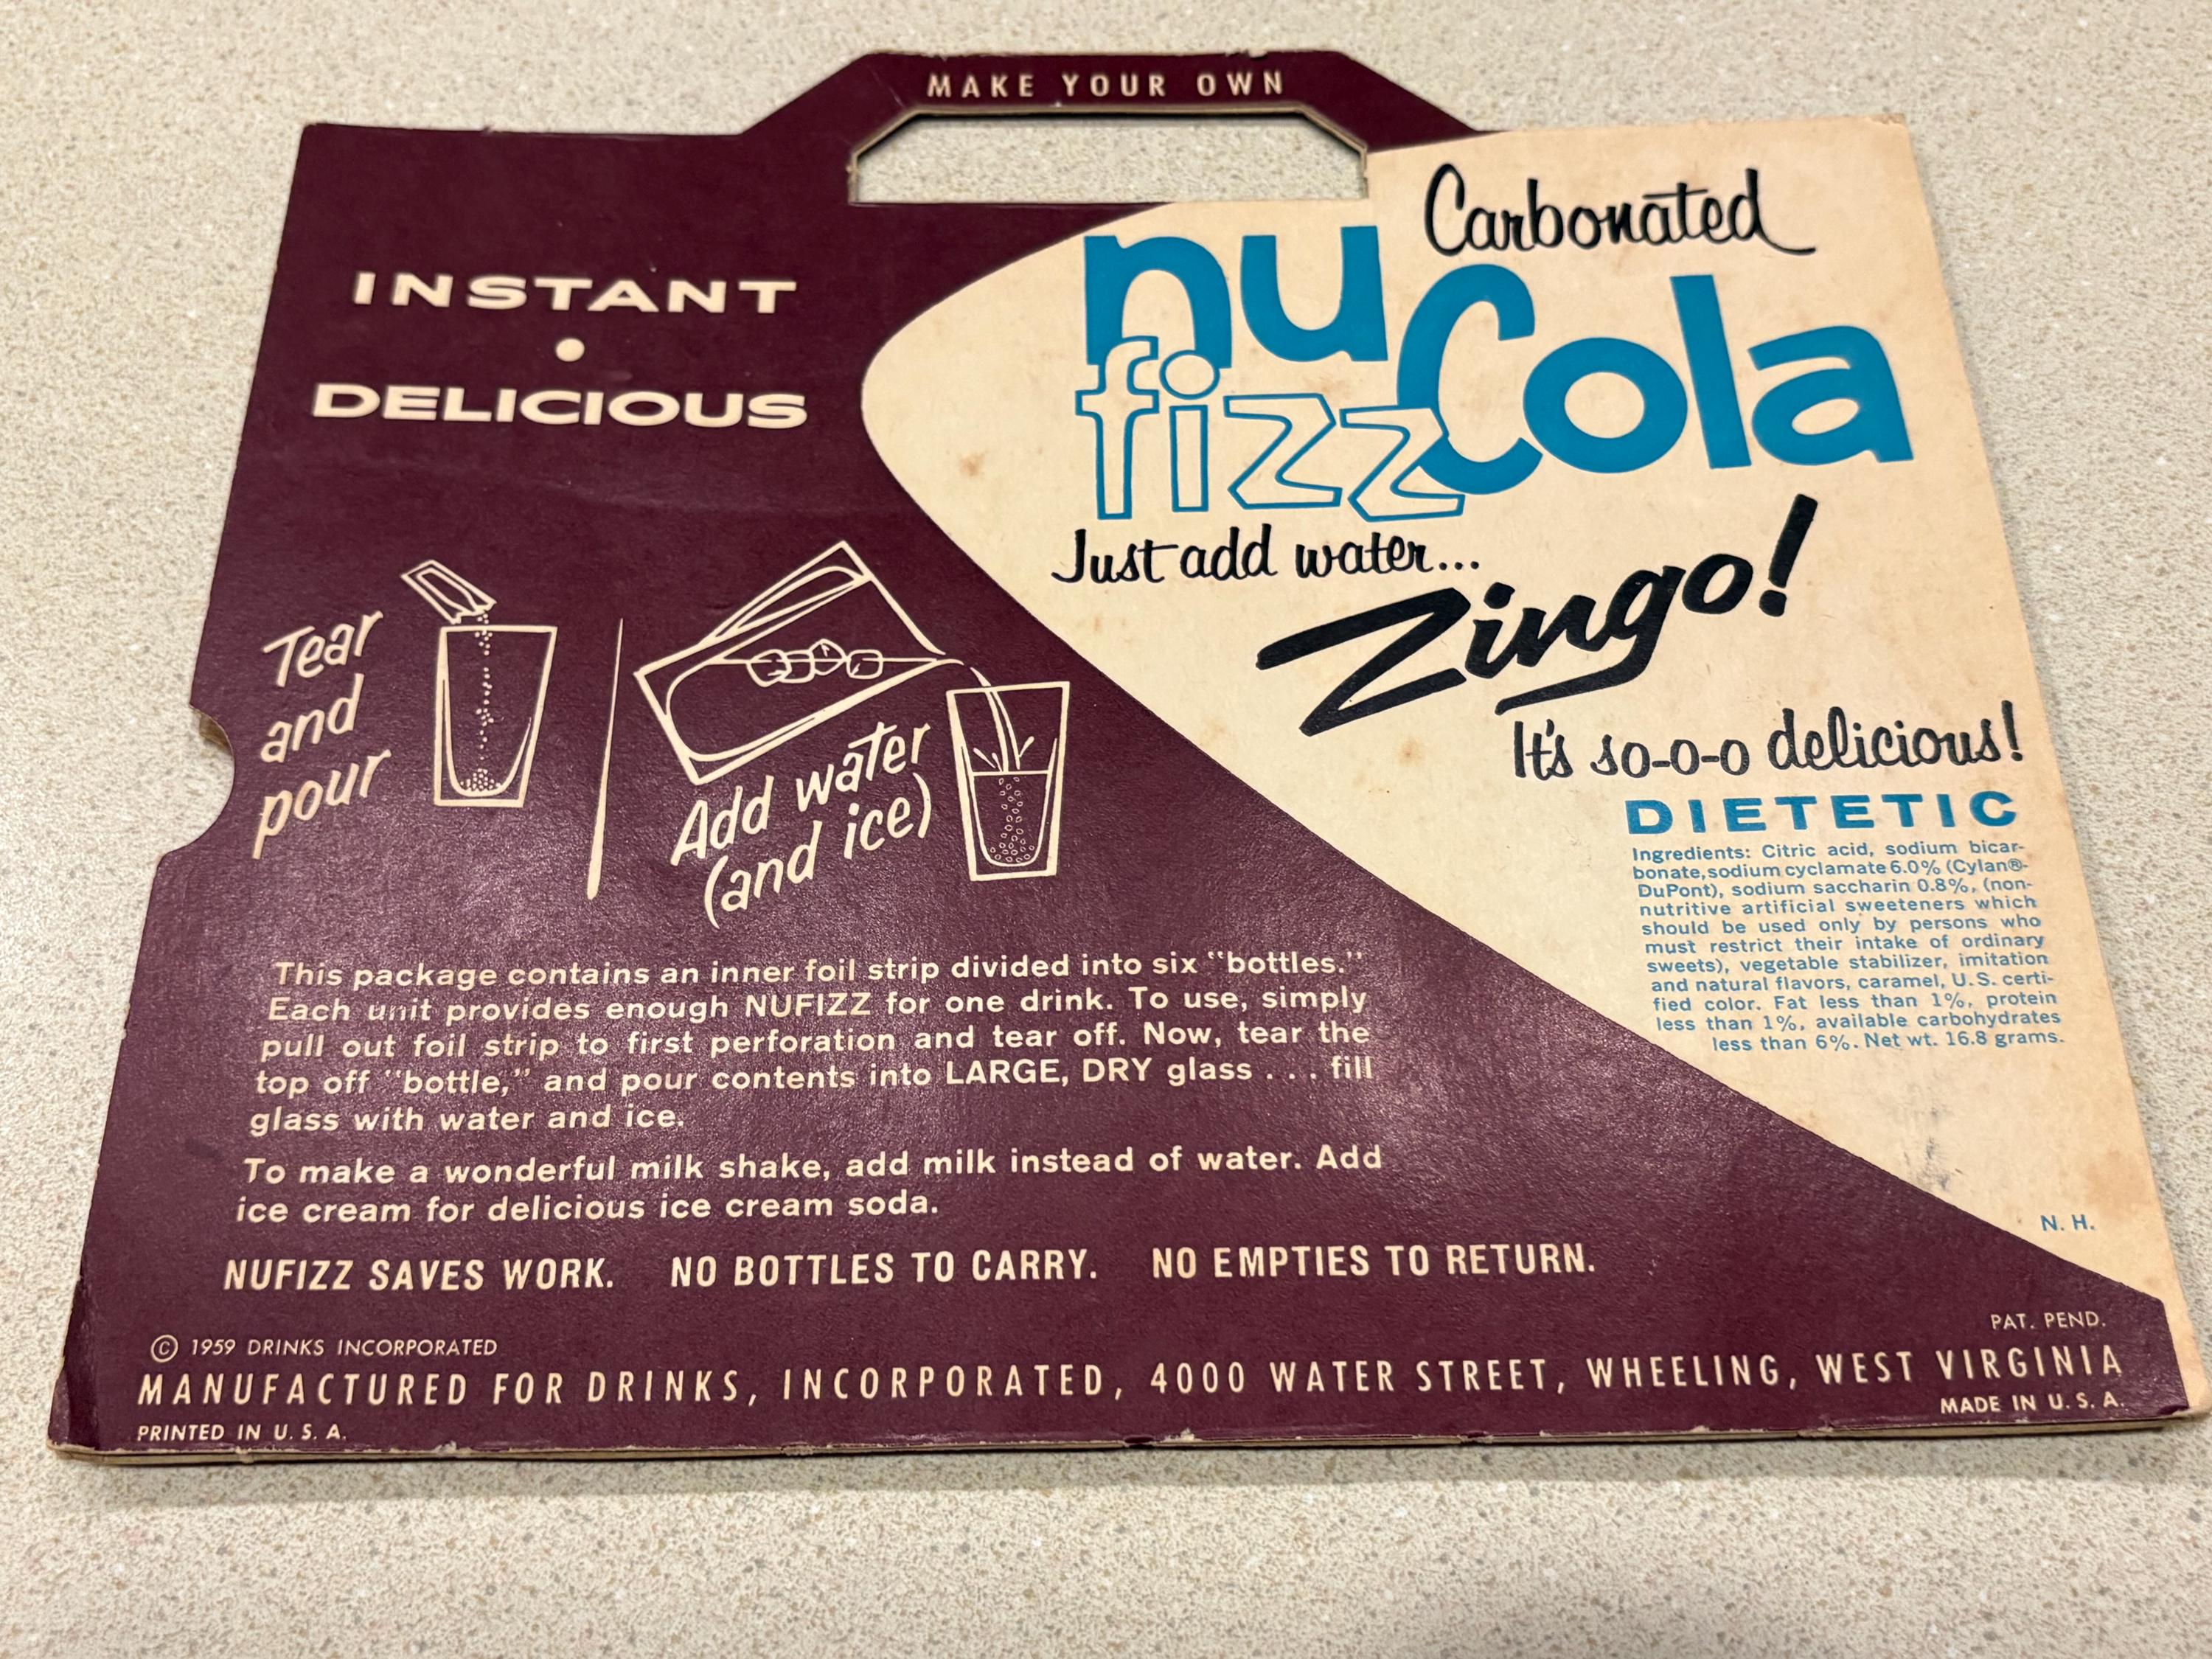 MAKE YOUR OWN
INSTANT
•
DELICIOUS
Carbonated
nu Cola
fizz
Just add water...
Zingo!
It's so-o-o delicious!
DIETETIC
Ingredients: Citric acid, sodium bicar-
bonate, sodium cyclamate 6.0% (Cylan®-
DuPont), sodium saccharin 0.8%, (non-
nutritive artificial sweeteners which
should be used only by persons who
must restrict their intake of ordinary
sweets), vegetable stabilizer, imitation
and natural flavors, caramel, U.S. certi-
fied color. Fat less than 1%, protein
less than 1%, available carbohydrates
less than 6%. Net wt. 16.8 grams.
N. H.
Tear
and
pour
Add water
(and ice)
This package contains an inner foil strip divided into six "bottles."
Each unit provides enough NUFIZZ for one drink. To use, simply
pull out foil strip to first perforation and tear off. Now, tear the
top off "bottle," and pour contents into LARGE, DRY glass . . . fill
glass with water and ice.
To make a wonderful milk shake, add milk instead of water. Add
ice cream for delicious ice cream soda.
NUFIZZ SAVES WORK. NO BOTTLES TO CARRY. NO EMPTIES TO RETURN.
PAT. PEND.
© 1959 DRINKS INCORPORATED
MANUFACTURED FOR DRINKS, INCORPORATED, 4000 WATER STREET, WHEELING, WEST VIRGINIA
PRINTED IN U. S. A.
MADE IN U. S. A.